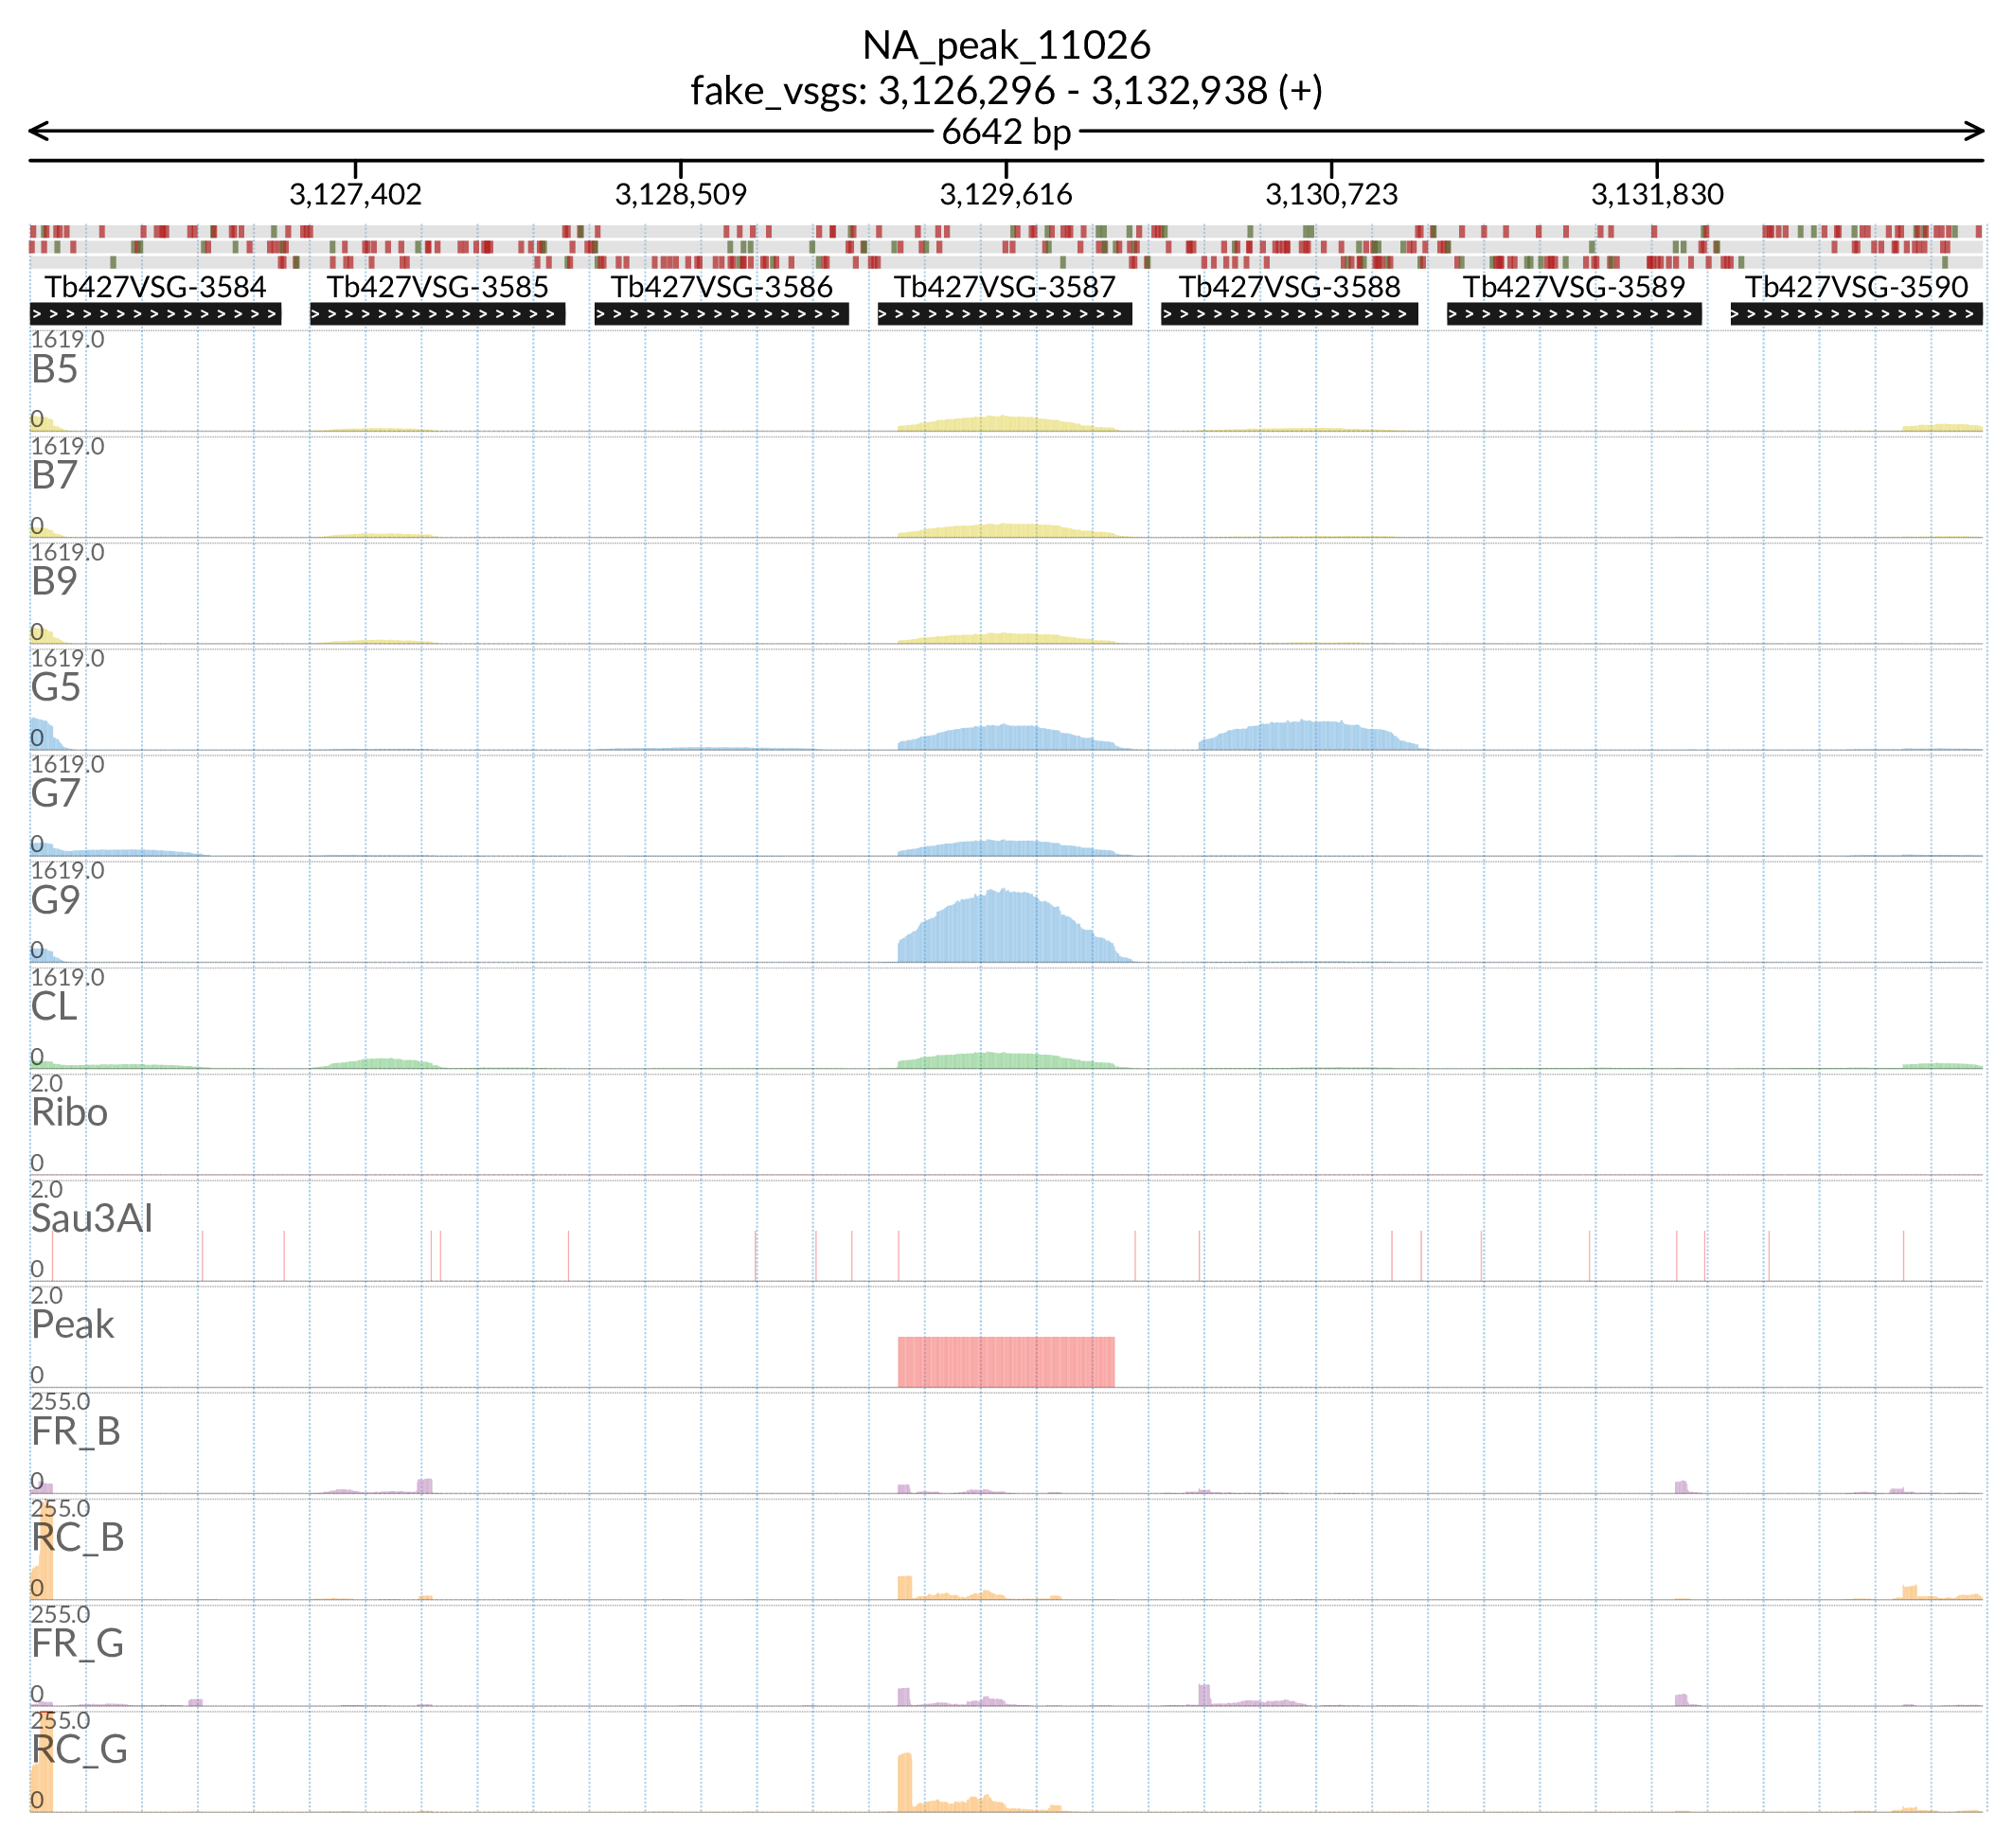 NA_peak_11026
fake_vsgs: 3,126,296 - 3,132,938 (+)
6642 bp
3,127,402 3,128,509 3,129,616 3,130,723 3,131,830
Tb427VSG-3584 Tb427VSG-3585 Tb427VSG-3586 Tb427VSG-3587 Tb427VSG-3588 Tb427VSG-3589 Tb427VSG-3590
1619.0
B5
0
1619.0
B7
0
1619.0
B9
0
1619.0
G5
0
1619.0
G7
0
1619.0
G9
0
1619.0
CL
0
2.0
Ribo
0
2.0
Sau3AI
0
2.0
Peak
0
255.0
FR_B
0
255.0
RC_B
0
255.0
FR_G
0
255.0
RC_G
0